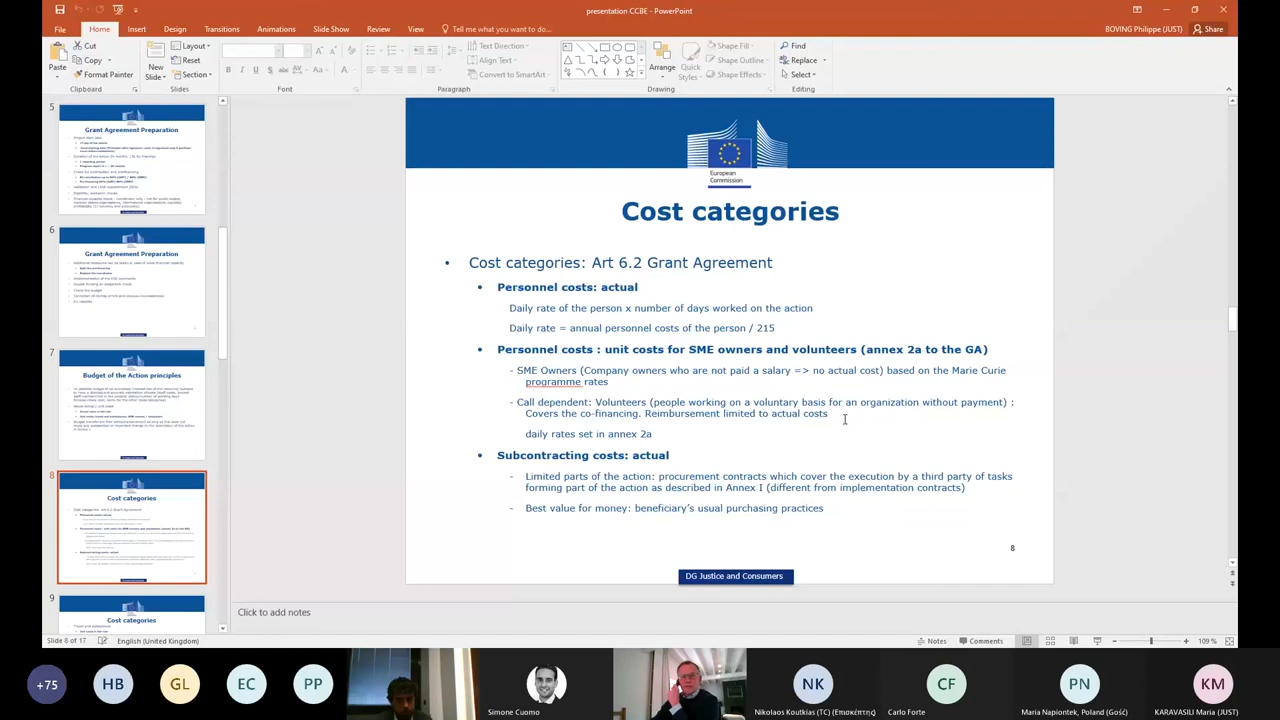 presentation CCBE - PowerPoint
File Home Insert Design Transitions Animations Slide Show Review View Tell me what you want to do... BOVING Philippe (JUST) Share
Paste
Cut
Copy
Format Painter
Clipboard
New Slide
Layout
Reset
Section
Slides
B I U S abc AV Aa A
Font
Text Direction
Align Text
Convert to SmartArt
Paragraph
Arrange
Quick Styles
Shape Fill
Shape Outline
Shape Effects
Drawing
Find
Replace
Select
Editing
5
Grant Agreement Preparation
6
Grant Agreement Preparation
7
Budget of the Action principles
8
Cost categories
9
Cost categories
European
Commission
Cost categories
• Cost categories: Art 6.2 Grant Agreement
• Personnel costs: actual
Daily rate of the person x number of days worked on the action
Daily rate = annual personnel costs of the person / 215
• Personnel costs : unit costs for SME owners and volunteers (annex 2a to the GA)
- SME Owners (Company owners who are not paid a salary => no actual cost) based on the Marie Curie
programme rates
- Call dependent: Volunteers (people working on a voluntary basis for an organization without payment) :
Covers the co-financing. Reimbursement limited to actual costs
daily rates set in annex 2a
• Subcontracting costs: actual
- Limited parts of the action: procurement contracts which cover the execution by a third party of tasks
forming part of the action as described in Annex I (different from implementation contracts)
- Best value for money: beneficiary's usual purchasing practices
8
DG Justice and Consumers
Click to add notes
Slide 8 of 17 English (United Kingdom) Notes Comments 109 %
+75 HB GL EC PP NK CF PN KM
Simone Cuomo Nikolaos Koutkias (TC) (Επισκέπτης) Carlo Forte Maria Napiontek, Poland (Gość) KARAVASILI Maria (JUST)